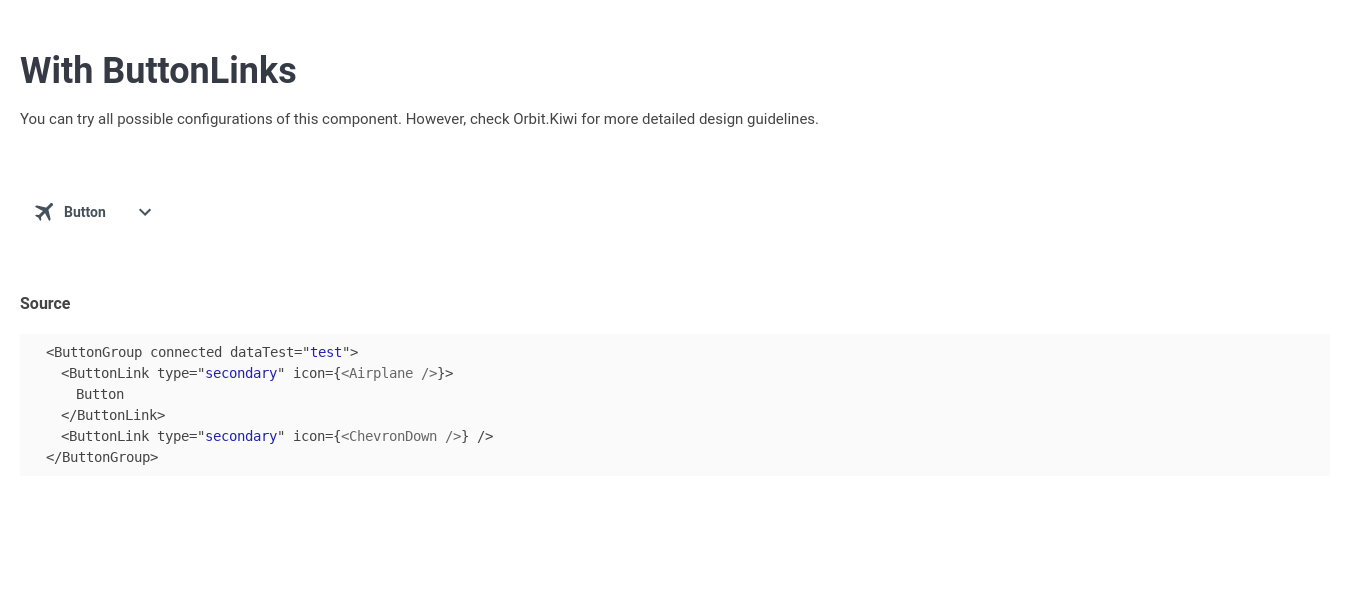 With ButtonLinks
You can try all possible configurations of this component. However, check Orbit.Kiwi for more detailed design guidelines.
Button
Source
<ButtonGroup connected dataTest="test">
<ButtonLink type="secondary" icon={<Airplane />}>
Button
</ButtonLink>
<ButtonLink type="secondary" icon={<ChevronDown />} />
</ButtonGroup>